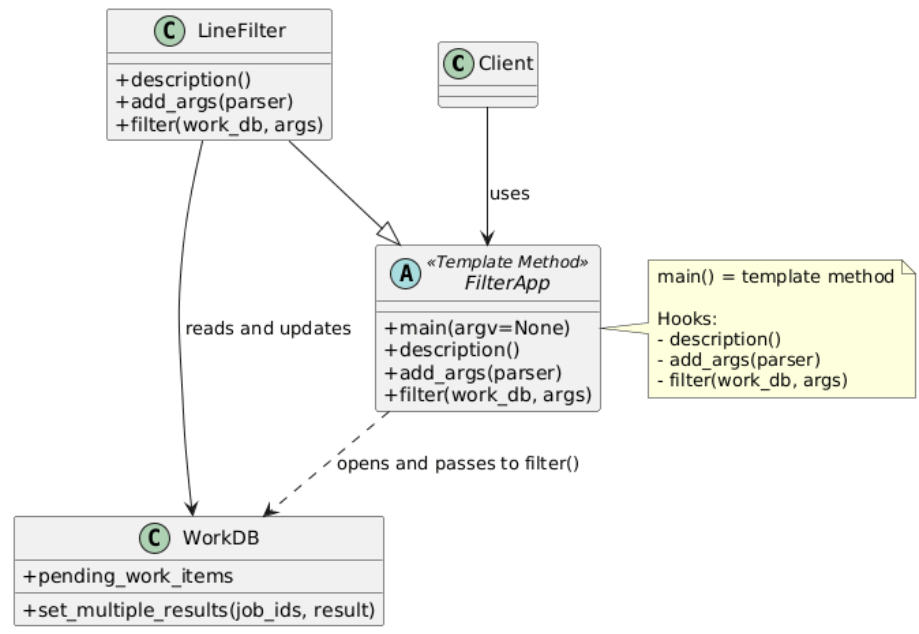 C LineFilter
+description()
+add_args(parser)
+filter(work_db, args)
C Client
uses
A «Template Method»
FilterApp
+main(argv=None)
+description()
+add_args(parser)
+filter(work_db, args)
main() = template method
Hooks:
- description()
- add_args(parser)
- filter(work_db, args)
reads and updates
opens and passes to filter()
C WorkDB
+pending_work_items
+set_multiple_results(job_ids, result)